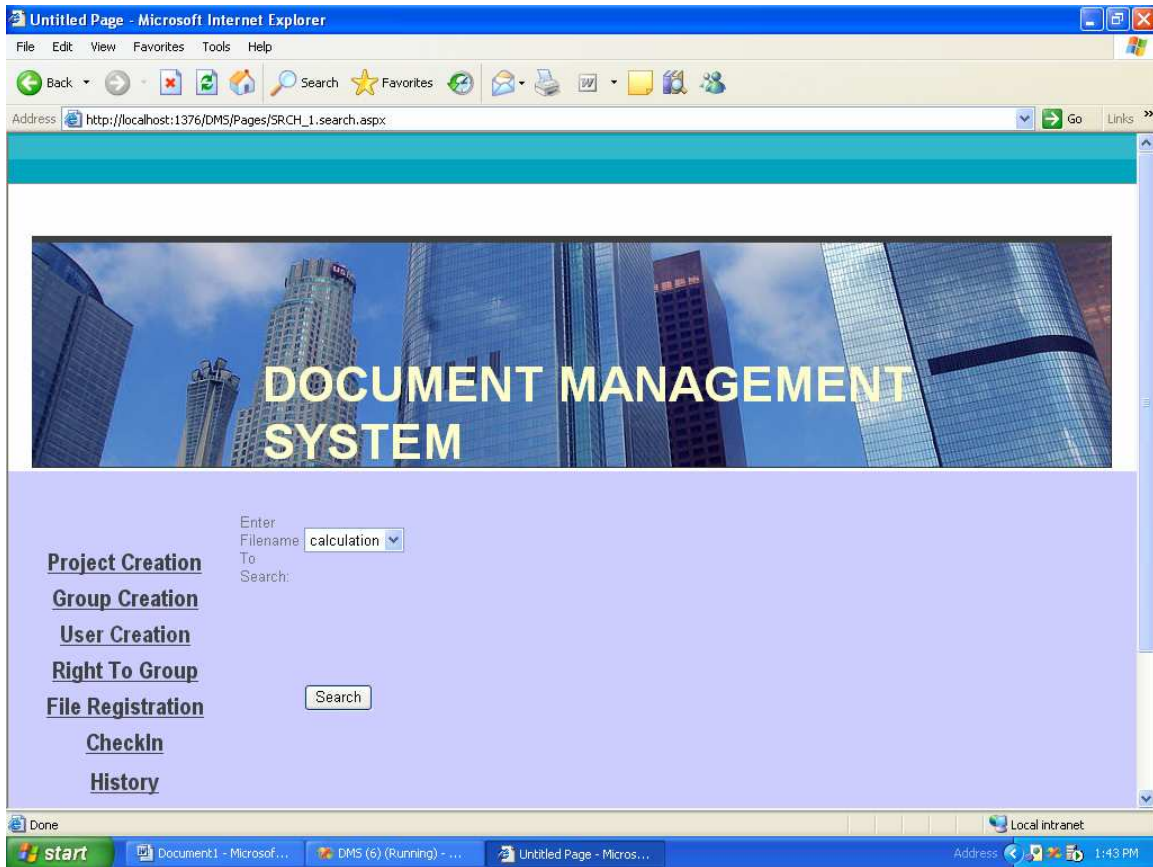 Untitled Page - Microsoft Internet Explorer
File Edit View Favorites Tools Help
Back Search Favorites
Address http://localhost:1376/DMS/Pages/SRCH_1.search.aspx Go Links »
DOCUMENT MANAGEMENT
SYSTEM
Enter
Filename calculation
To
Search:
Project Creation
Group Creation
User Creation
Right To Group
Search
File Registration
CheckIn
History
Done Local intranet
start Document1 - Microsof... DMS (6) (Running) - ... Untitled Page - Micros... Address 1:43 PM